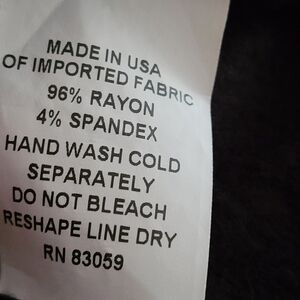 MADE IN USA
OF IMPORTED FABRIC
96% RAYON
4% SPANDEX
HAND WASH COLD
SEPARATELY
DO NOT BLEACH
RESHAPE LINE DRY
RN 83059